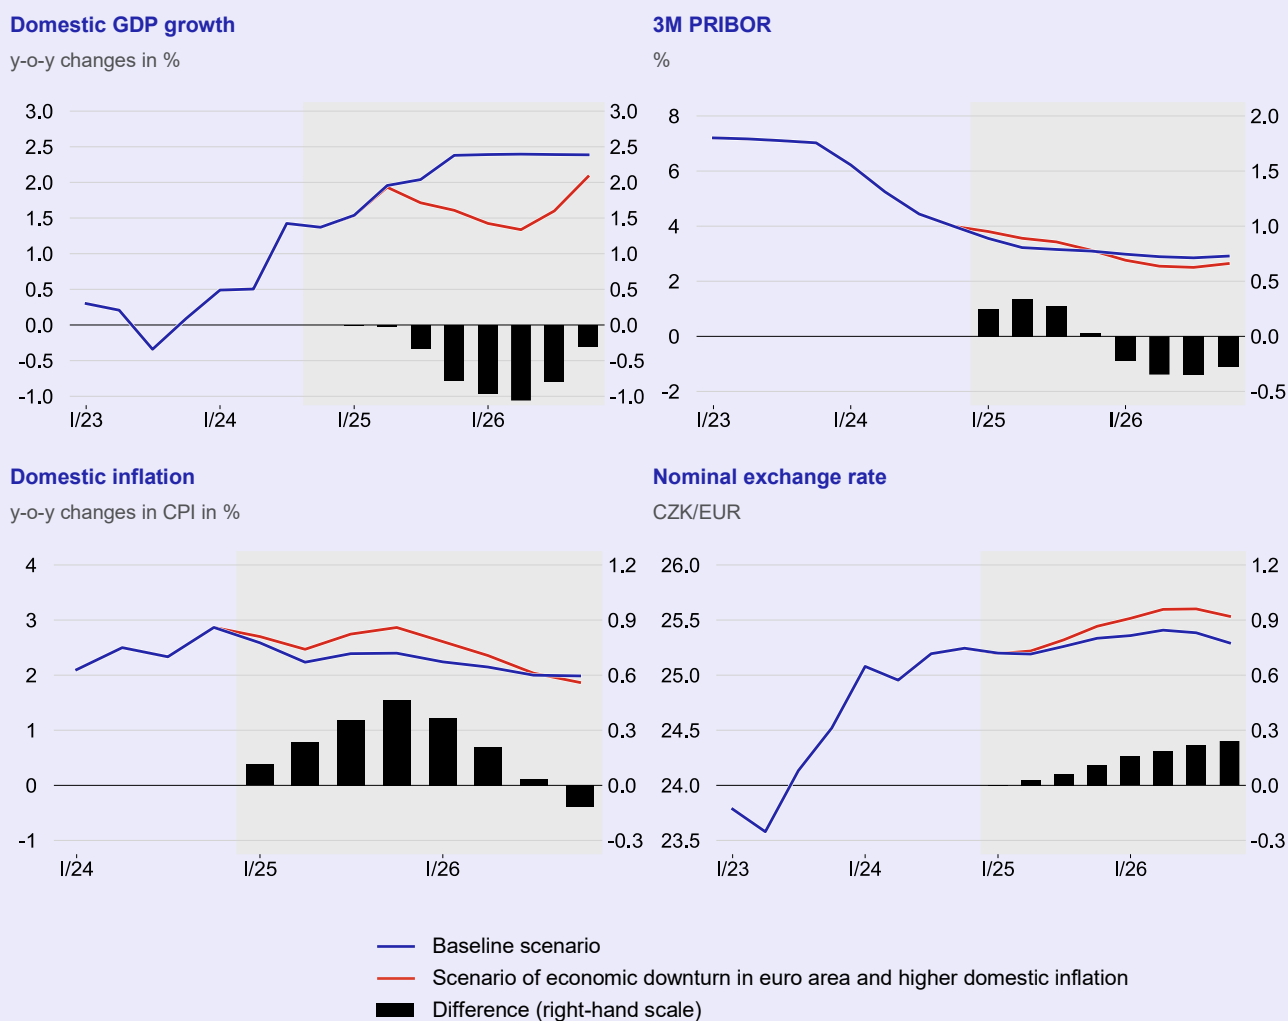 Domestic GDP growth
y-o-y changes in %
3.0 3.0
2.5 2.5
2.0 2.0
1.5 1.5
1.0 1.0
0.5 0.5
0.0 0.0
-0.5 -0.5
-1.0 -1.0
I/23 I/24 I/25 I/26
3M PRIBOR
%
8 2.0
6 1.5
4 1.0
2 0.5
0 0.0
-2 -0.5
I/23 I/24 I/25 I/26
Domestic inflation
y-o-y changes in CPI in %
4 1.2
3 0.9
2 0.6
1 0.3
0 0.0
-1 -0.3
I/24 I/25 I/26
Nominal exchange rate
CZK/EUR
26.0 1.2
25.5 0.9
25.0 0.6
24.5 0.3
24.0 0.0
23.5 -0.3
I/23 I/24 I/25 I/26
Baseline scenario
Scenario of economic downturn in euro area and higher domestic inflation
Difference (right-hand scale)